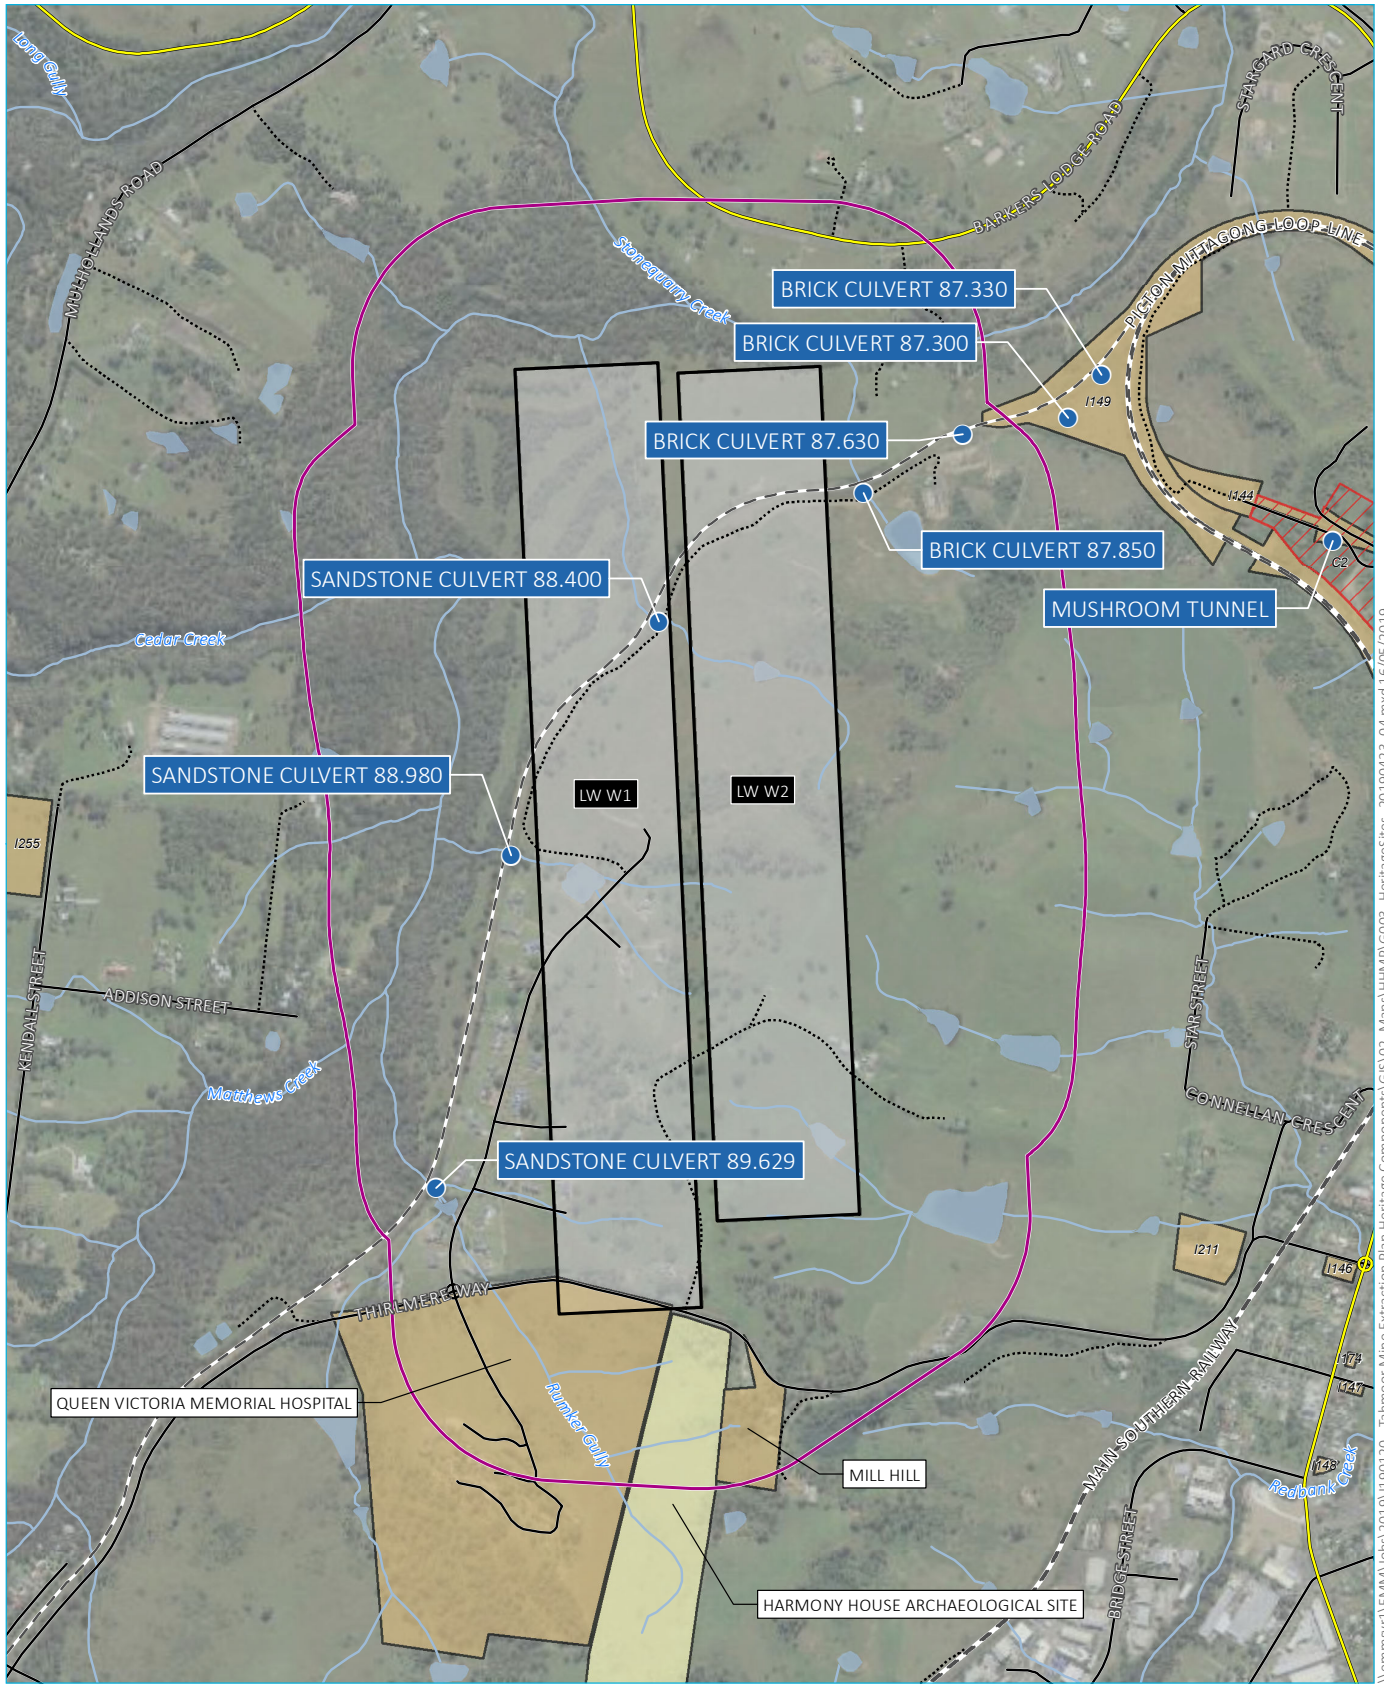 Long Gully
STARGARD CRESCENT
BARKERS LODGE ROAD
MULHOLLANDS ROAD
PICTON MITTAGONG LOOP LINE
Stonequarry Creek
BRICK CULVERT 87.330
BRICK CULVERT 87.300
I149
BRICK CULVERT 87.630
I144
BRICK CULVERT 87.850
C2
SANDSTONE CULVERT 88.400
MUSHROOM TUNNEL
Cedar Creek
SANDSTONE CULVERT 88.980
LW W1
LW W2
I255
KENDALL STREET
ADDISON STREET
STAR STREET
Matthews Creek
CONNELLAN CRESCENT
SANDSTONE CULVERT 89.629
I211
I146
THIRLMERE WAY
I174
I147
QUEEN VICTORIA MEMORIAL HOSPITAL
Rumker Gully
MAIN SOUTHERN RAILWAY
MILL HILL
I148
Redbank Creek
BRIDGE STREET
HARMONY HOUSE ARCHAEOLOGICAL SITE